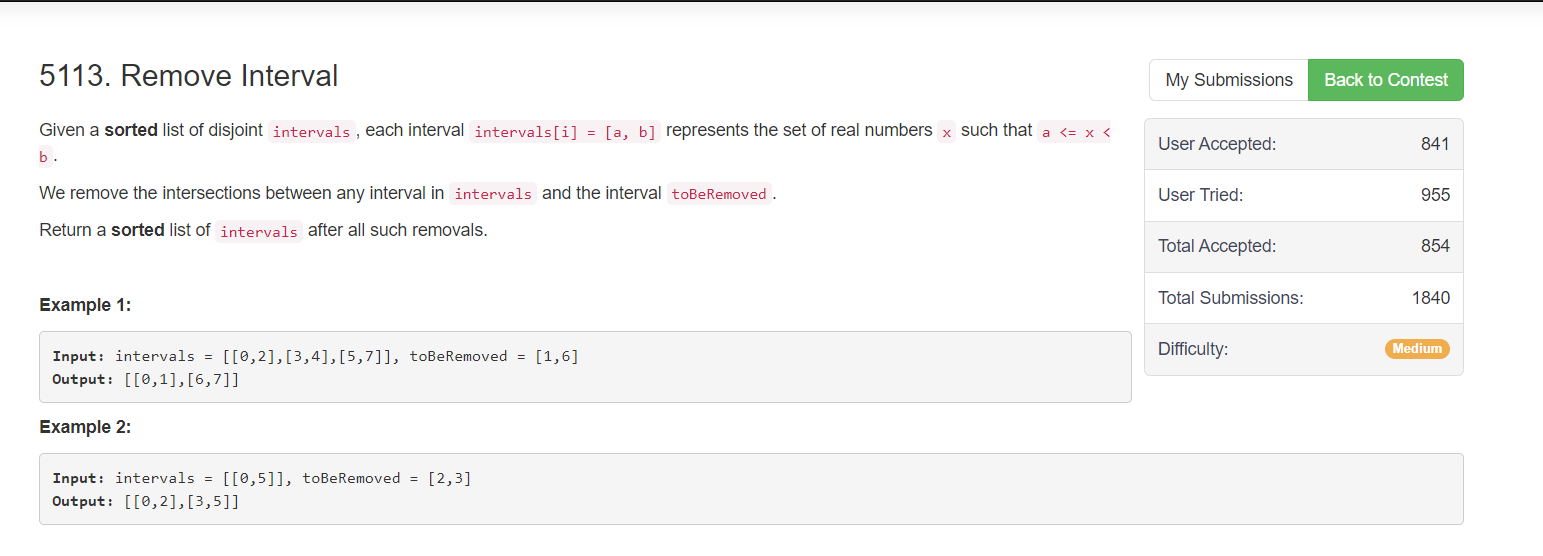 5113. Remove Interval
My Submissions
Back to Contest
Given a sorted list of disjoint intervals, each interval intervals[i] = [a, b] represents the set of real numbers x such that a <= x <
b.
We remove the intersections between any interval in intervals and the interval toBeRemoved.
Return a sorted list of intervals after all such removals.
User Accepted: 841
User Tried: 955
Total Accepted: 854
Total Submissions: 1840
Difficulty: Medium
Example 1:
Input: intervals = [[0,2],[3,4],[5,7]], toBeRemoved = [1,6]
Output: [[0,1],[6,7]]
Example 2:
Input: intervals = [[0,5]], toBeRemoved = [2,3]
Output: [[0,2],[3,5]]